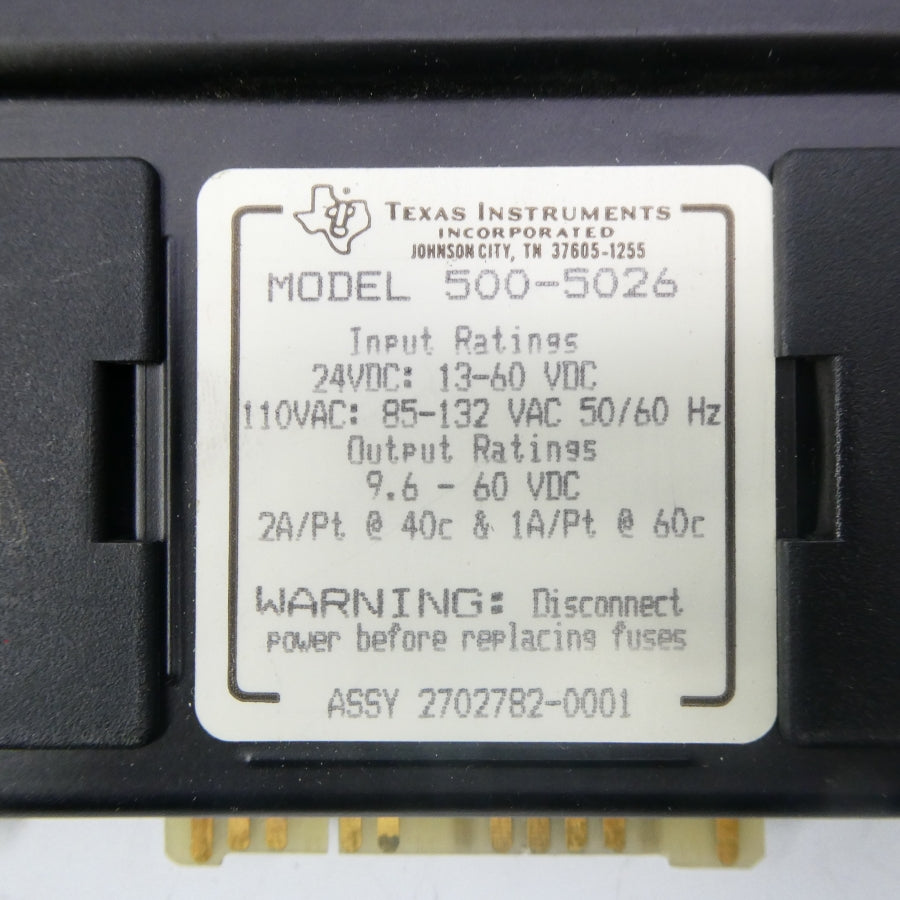 TEXAS INSTRUMENTS
INCORPORATED
JOHNSON CITY, TN 37605-1255
MODEL 500-5026
Input Ratings
24VDC: 13-60 VDC
110VAC: 85-132 VAC 50/60 Hz
Output Ratings
9.6 - 60 VDC
2A/Pt @ 40c & 1A/Pt @ 60c
WARNING: Disconnect
power before replacing fuses
ASSY 2702782-0001